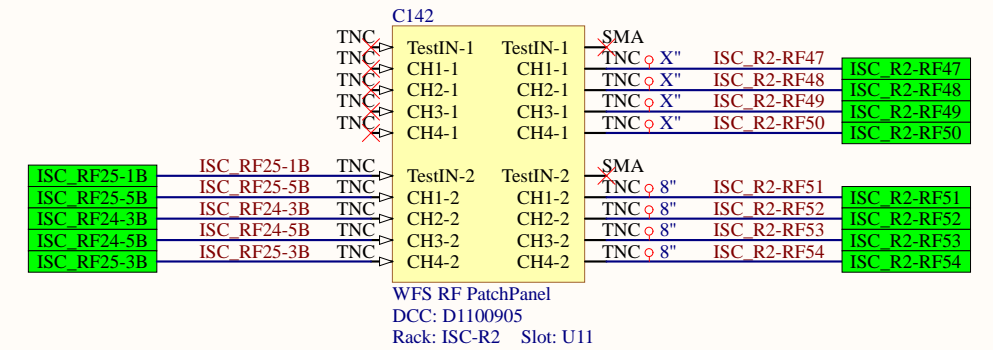 C142
TNC TestIN-1 TestIN-1 SMA
TNC CH1-1 CH1-1 TNC X" ISC_R2-RF47 ISC_R2-RF47
TNC CH2-1 CH2-1 TNC X" ISC_R2-RF48 ISC_R2-RF48
TNC CH3-1 CH3-1 TNC X" ISC_R2-RF49 ISC_R2-RF49
TNC CH4-1 CH4-1 TNC X" ISC_R2-RF50 ISC_R2-RF50
ISC_RF25-1B ISC_RF25-1B TNC TestIN-2 TestIN-2 SMA
ISC_RF25-5B ISC_RF25-5B TNC CH1-2 CH1-2 TNC 8" ISC_R2-RF51 ISC_R2-RF51
ISC_RF24-3B ISC_RF24-3B TNC CH2-2 CH2-2 TNC 8" ISC_R2-RF52 ISC_R2-RF52
ISC_RF24-5B ISC_RF24-5B TNC CH3-2 CH3-2 TNC 8" ISC_R2-RF53 ISC_R2-RF53
ISC_RF25-3B ISC_RF25-3B TNC CH4-2 CH4-2 TNC 8" ISC_R2-RF54 ISC_R2-RF54
WFS RF PatchPanel
DCC: D1100905
Rack: ISC-R2 Slot: U11